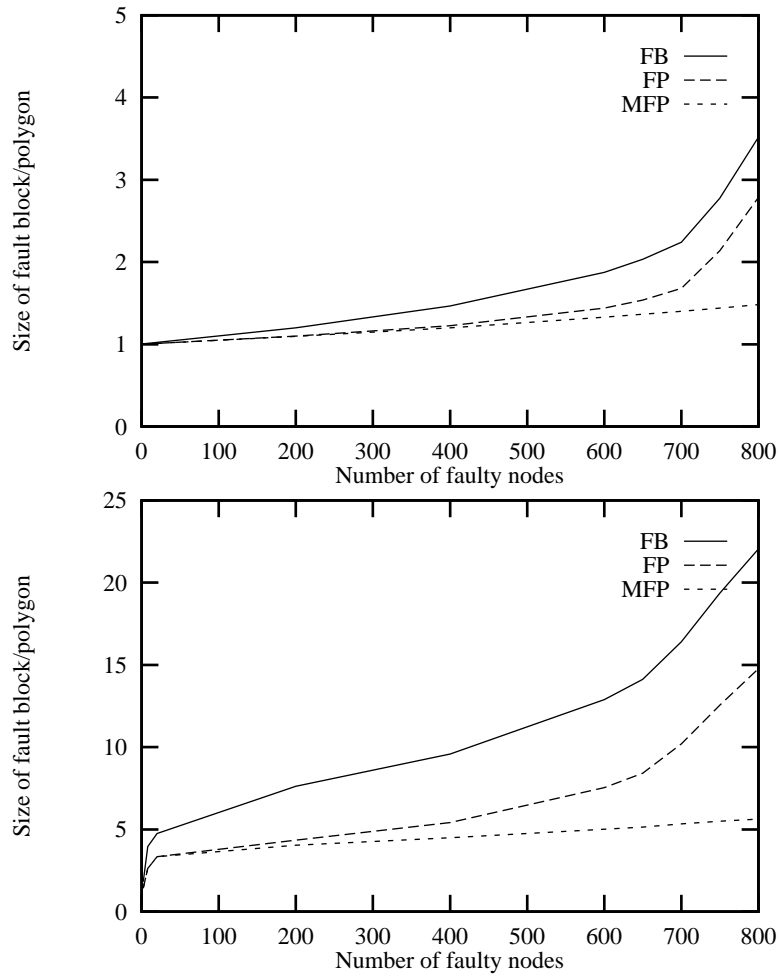 5
4
3
2
1
0
Size of fault block/polygon
FB
FP
MFP
0 100 200 300 400 500 600 700 800
Number of faulty nodes
25
20
15
10
5
0
Size of fault block/polygon
FB
FP
MFP
0 100 200 300 400 500 600 700 800
Number of faulty nodes